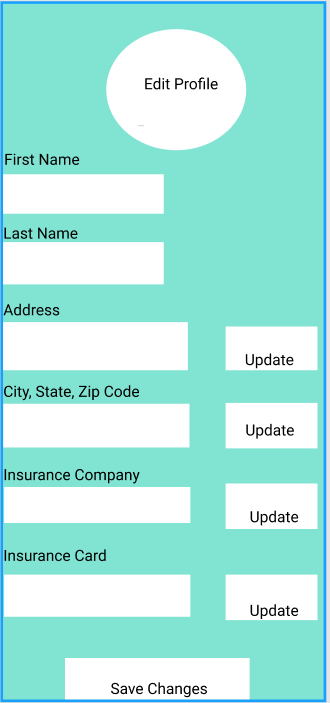 Edit Profile
First Name
Last Name
Address
Update
City, State, Zip Code
Update
Insurance Company
Update
Insurance Card
Update
Save Changes